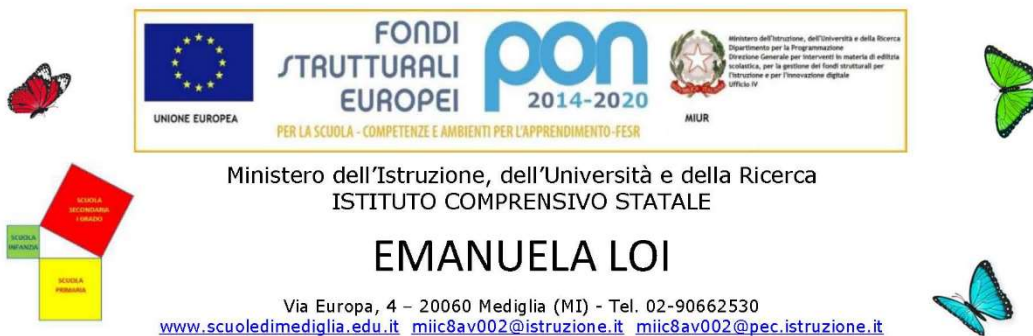 FONDI
STRUTTURALI
EUROPEI
pon
2014-2020
UNIONE EUROPEA
PER LA SCUOLA - COMPETENZE E AMBIENTI PER L'APPRENDIMENTO-FESR
Ministero dell'Istruzione, dell'Università e della Ricerca
Dipartimento per la Programmazione
Direzione Generale per interventi in materia di edilizia
scolastica, per la gestione dei fondi strutturali per
l'istruzione e per l'innovazione digitale
Ufficio IV
MIUR
Ministero dell'Istruzione, dell'Università e della Ricerca
ISTITUTO COMPRENSIVO STATALE
SCUOLA
SECONDARIA
I GRADO
SCUOLA
INFANZIA
SCUOLA
PRIMARIA
EMANUELA LOI
Via Europa, 4 – 20060 Mediglia (MI) - Tel. 02-90662530
www.scuoledimediglia.edu.it miic8av002@istruzione.it miic8av002@pec.istruzione.it